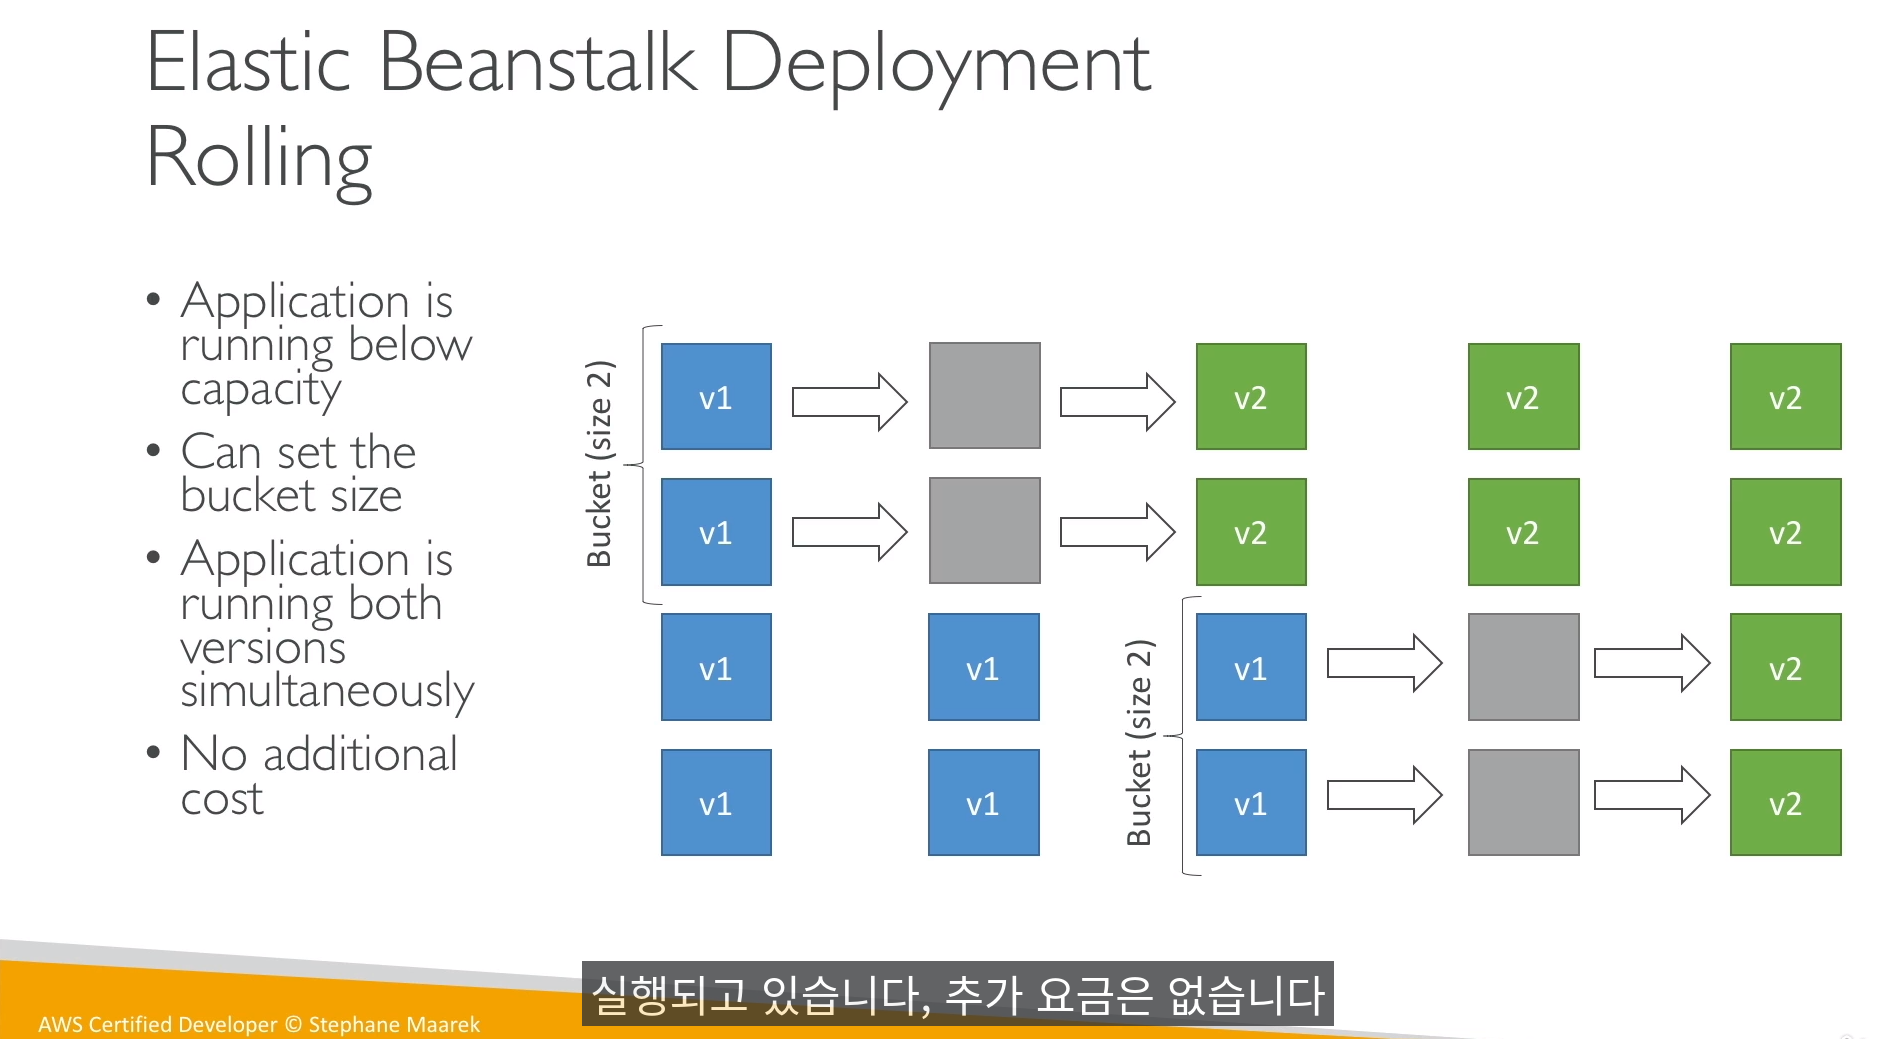 Elastic Beanstalk Deployment
Rolling
• Application is
running below
capacity
• Can set the
bucket size
• Application is
running both
versions
simultaneously
• No additional
cost
Bucket (size 2)
v1 v2 v2 v2
v1 v2 v2 v2
Bucket (size 2)
v1 v1 v1 v2
v1 v1 v1 v2
실행되고 있습니다, 추가 요금은 없습니다
AWS Certified Developer © Stephane Maarek